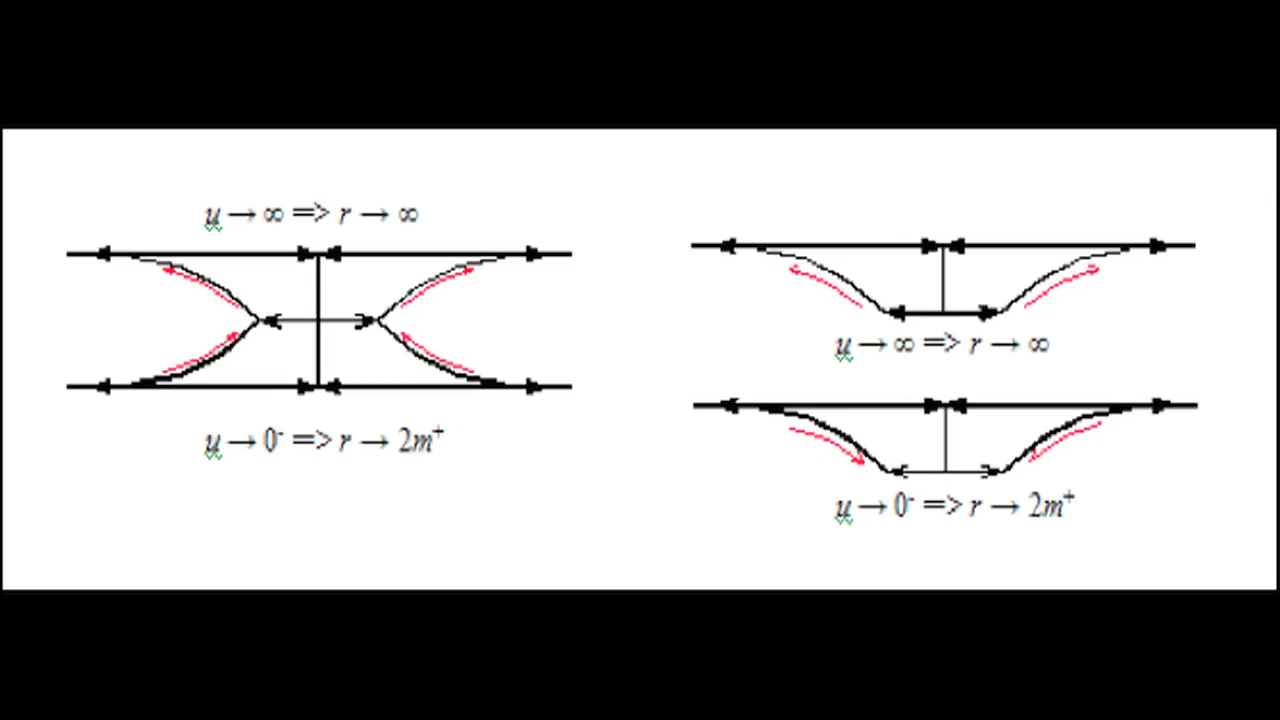 u → ∞ => r → ∞
u → 0⁻ => r → 2m⁺
u → ∞ => r → ∞
u → 0⁻ => r → 2m⁺